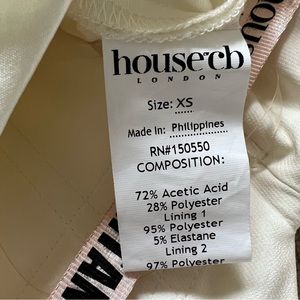 house of cb
LONDON
Size: XS
Made in: Philippines
RN#150550
COMPOSITION:
72% Acetic Acid
28% Polyester
Lining 1
95% Polyester
5% Elastane
Lining 2
97% Polyester